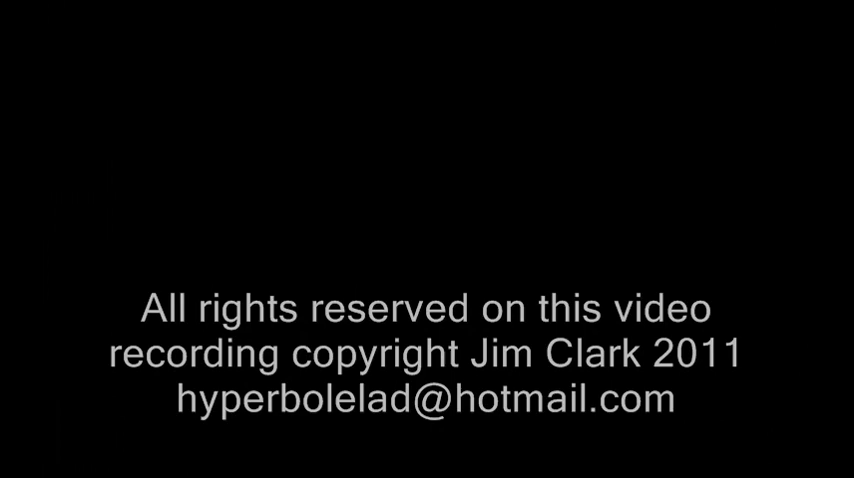 All rights reserved on this video
recording copyright Jim Clark 2011
hyperbolelad@hotmail.com